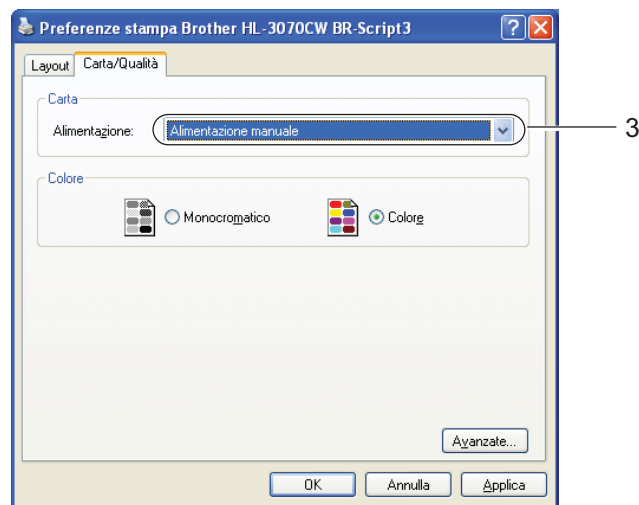 Preferenze stampa Brother HL-3070CW BR-Script3
Layout Carta/Qualità
Carta
Alimentazione: Alimentazione manuale 3
Colore
Monocromatico Colore
Avanzate...
OK Annulla Applica